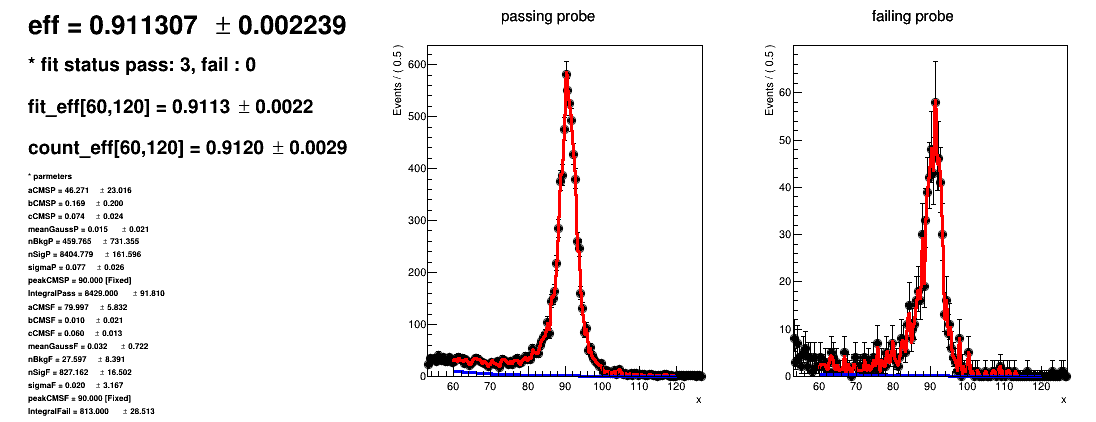 eff = 0.911307 ± 0.002239
* fit status pass: 3, fail : 0
fit_eff[60,120] = 0.9113 ± 0.0022
count_eff[60,120] = 0.9120 ± 0.0029
* parmeters
aCMSP = 46.271 ± 23.016
bCMSP = 0.169 ± 0.200
cCMSP = 0.074 ± 0.024
meanGaussP = 0.015 ± 0.021
nBkgP = 459.765 ± 731.355
nSigP = 8404.779 ± 161.596
sigmaP = 0.077 ± 0.026
peakCMSP = 90.000 [Fixed]
IntegralPass = 8429.000 ± 91.810
aCMSF = 79.997 ± 5.832
bCMSF = 0.010 ± 0.021
cCMSF = 0.060 ± 0.013
meanGaussF = 0.032 ± 0.722
nBkgF = 27.597 ± 8.391
nSigF = 827.162 ± 16.502
sigmaF = 0.020 ± 3.167
peakCMSF = 90.000 [Fixed]
IntegralFail = 813.000 ± 28.513
passing probe
Events / ( 0.5 )
600
500
400
300
200
100
0
60 70 80 90 100 110 120
x
failing probe
Events / ( 0.5 )
60
50
40
30
20
10
0
60 70 80 90 100 110 120
x